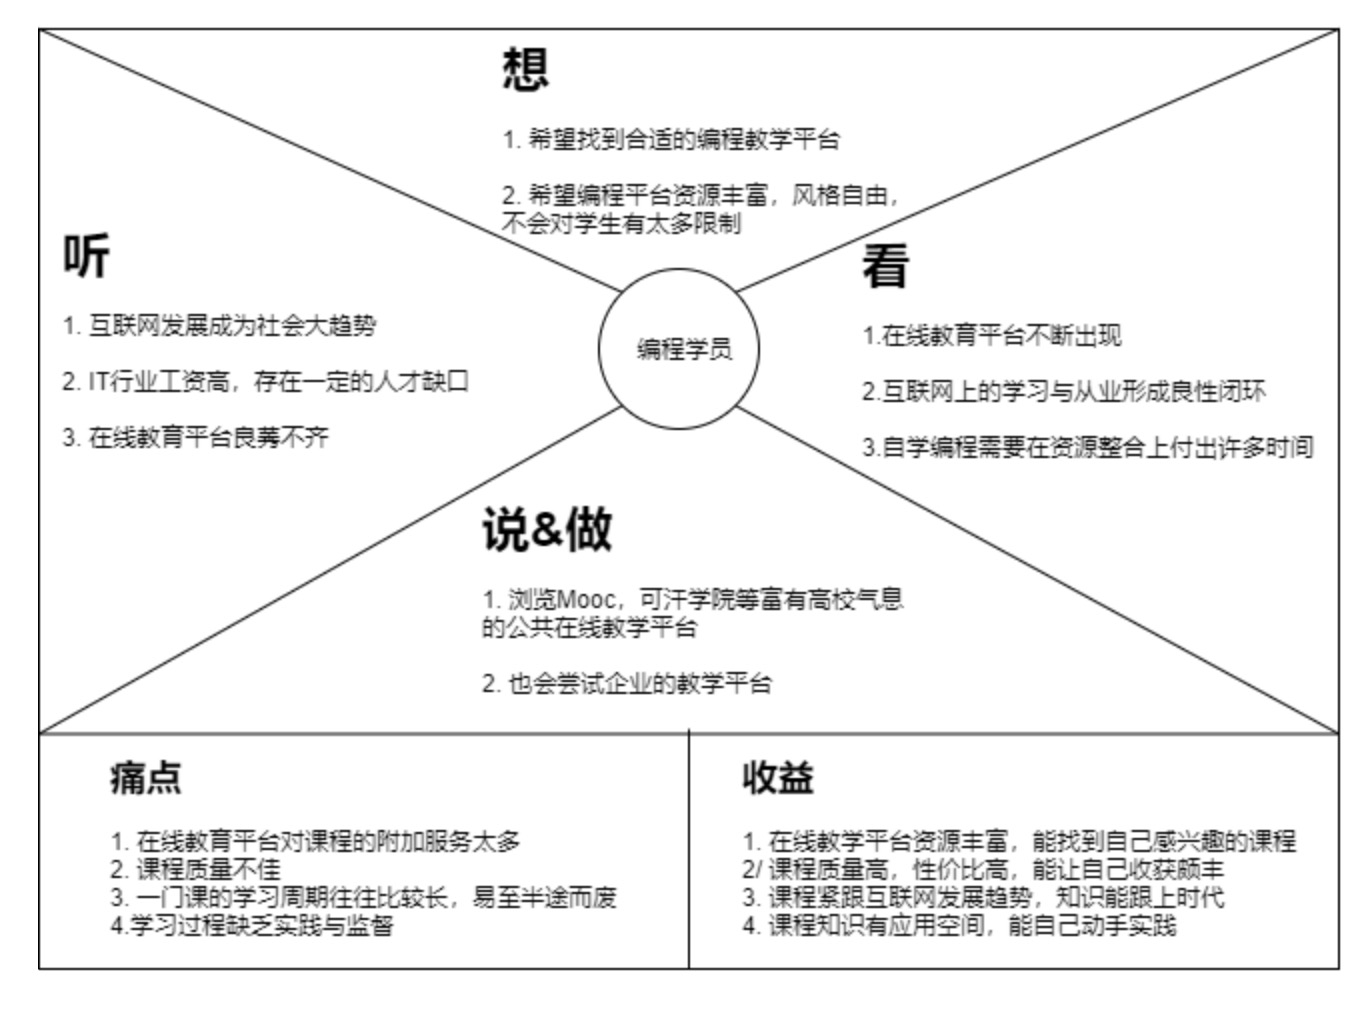 想
1. 希望找到合适的编程教学平台
2. 希望编程平台资源丰富，风格自由，
不会对学生有太多限制
听
1. 互联网发展成为社会大趋势
2. IT行业工资高，存在一定的人才缺口
3. 在线教育平台良莠不齐
编程学员
看
1.在线教育平台不断出现
2.互联网上的学习与从业形成良性闭环
3.自学编程需要在资源整合上付出许多时间
说&做
1. 浏览Mooc，可汗学院等富有高校气息
的公共在线教学平台
2. 也会尝试企业的教学平台
痛点
1. 在线教育平台对课程的附加服务太多
2. 课程质量不佳
3. 一门课的学习周期往往比较长，易至半途而废
4.学习过程缺乏实践与监督
收益
1. 在线教学平台资源丰富，能找到自己感兴趣的课程
2/ 课程质量高，性价比高，能让自己收获颇丰
3. 课程紧跟互联网发展趋势，知识能跟上时代
4. 课程知识有应用空间，能自己动手实践